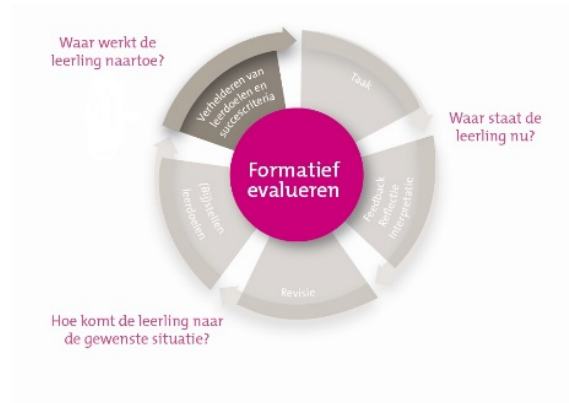 Waar werkt de
leerling naartoe?
Verhelderen van
leerdoelen en
succescriteria
Taak
Waar staat de
leerling nu?
Formatief
evalueren
Feedback
Reflectie
Interpretatie
(Bij)stellen
leerdoelen
Revisie
Hoe komt de leerling naar
de gewenste situatie?